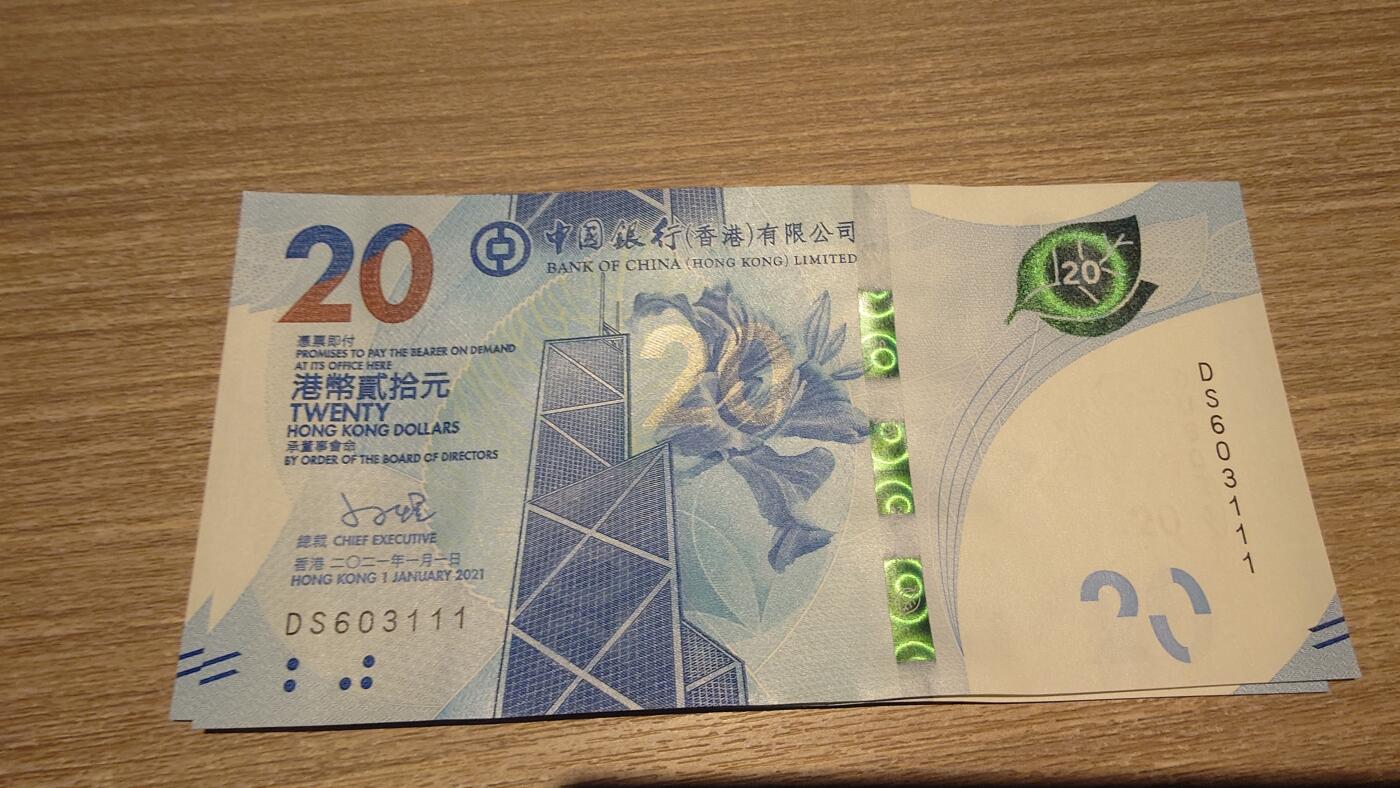 20
中国銀行(香港)有限公司
BANK OF CHINA (HONG KONG) LIMITED
憑票即付
PROMISES TO PAY THE BEARER ON DEMAND
AT ITS OFFICE HERE
港幣貳拾元
TWENTY
HONG KONG DOLLARS
承董事會命
BY ORDER OF THE BOARD OF DIRECTORS
總裁 CHIEF EXECUTIVE
香港 二〇二一年一月一日
HONG KONG 1 JANUARY 2021
DS603111
20
20
DS603111
20